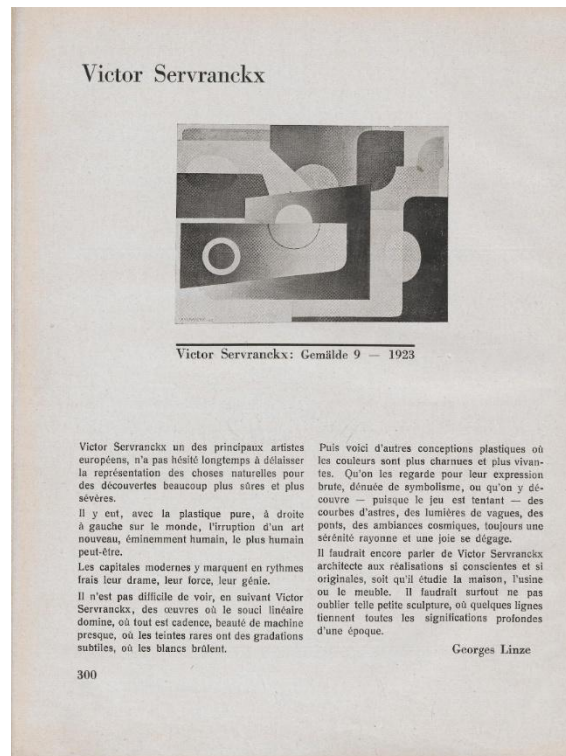 Victor Servranckx
Victor Servranckx: Gemälde 9 — 1923
Victor Servranckx un des principaux artistes
européens, n'a pas hésité longtemps à délaisser
la représentation des choses naturelles pour
des découvertes beaucoup plus sûres et plus
sévères.
Il y eut, avec la plastique pure, à droite
à gauche sur le monde, l'irruption d'un art
nouveau, éminemment humain, le plus humain
peut-être.
Les capitales modernes y marquent en rythmes
frais leur drame, leur force, leur génie.
Il n'est pas difficile de voir, en suivant Victor
Servranckx, des œuvres où le souci linéaire
domine, où tout est cadence, beauté de machine
presque, où les teintes rares ont des gradations
subtiles, où les blancs brûlent.
Puis voici d'autres conceptions plastiques où
les couleurs sont plus charnues et plus vivan-
tes. Qu'on les regarde pour leur expression
brute, dénuée de symbolisme, ou qu'on y dé-
couvre — puisque le jeu est tentant — des
courbes d'astres, des lumières de vagues, des
ponts, des ambiances cosmiques, toujours une
sérénité rayonne et une joie se dégage.
Il faudrait encore parler de Victor Servranckx
architecte aux réalisations si conscientes et si
originales, soit qu'il étudie la maison, l'usine
ou le meuble. Il faudrait surtout ne pas
oublier telle petite sculpture, où quelques lignes
tiennent toutes les significations profondes
d'une époque.
Georges Linze
300